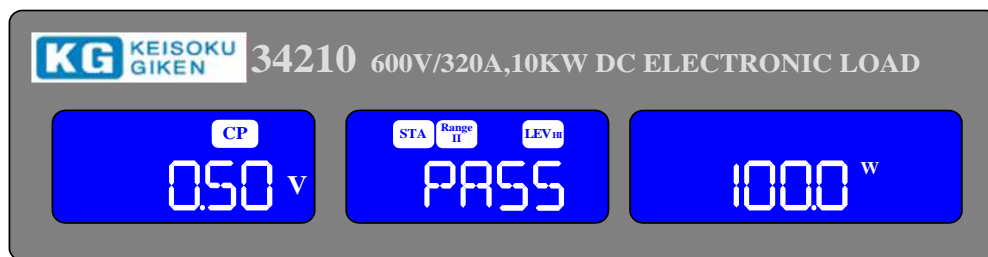 KG KEISOKU GIKEN 34210 600V/320A,10KW DC ELECTRONIC LOAD
CP STA Range II LEV HI
0.50 V PASS 100.0 W